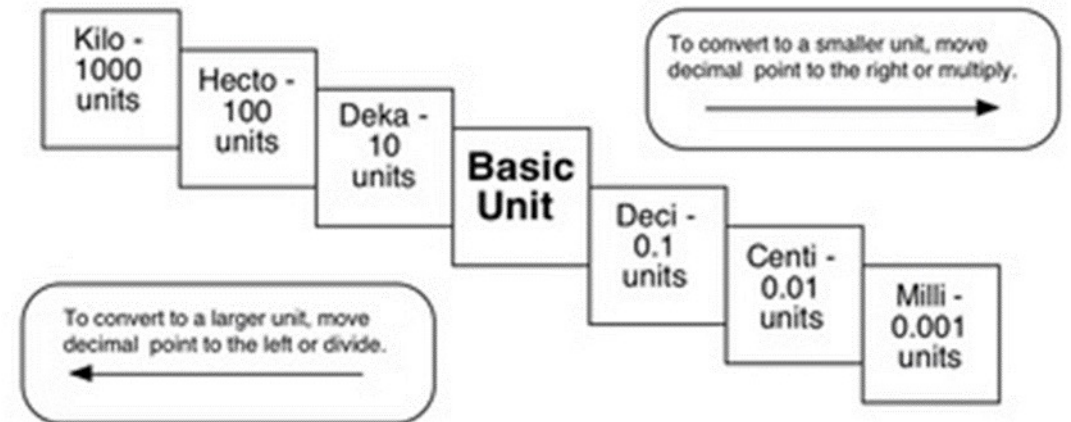 Kilo -
1000
units
Hecto -
100
units
Deka -
10
units
Basic
Unit
Deci -
0.1
units
Centi -
0.01
units
Milli -
0.001
units
To convert to a smaller unit, move
decimal point to the right or multiply.
To convert to a larger unit, move
decimal point to the left or divide.